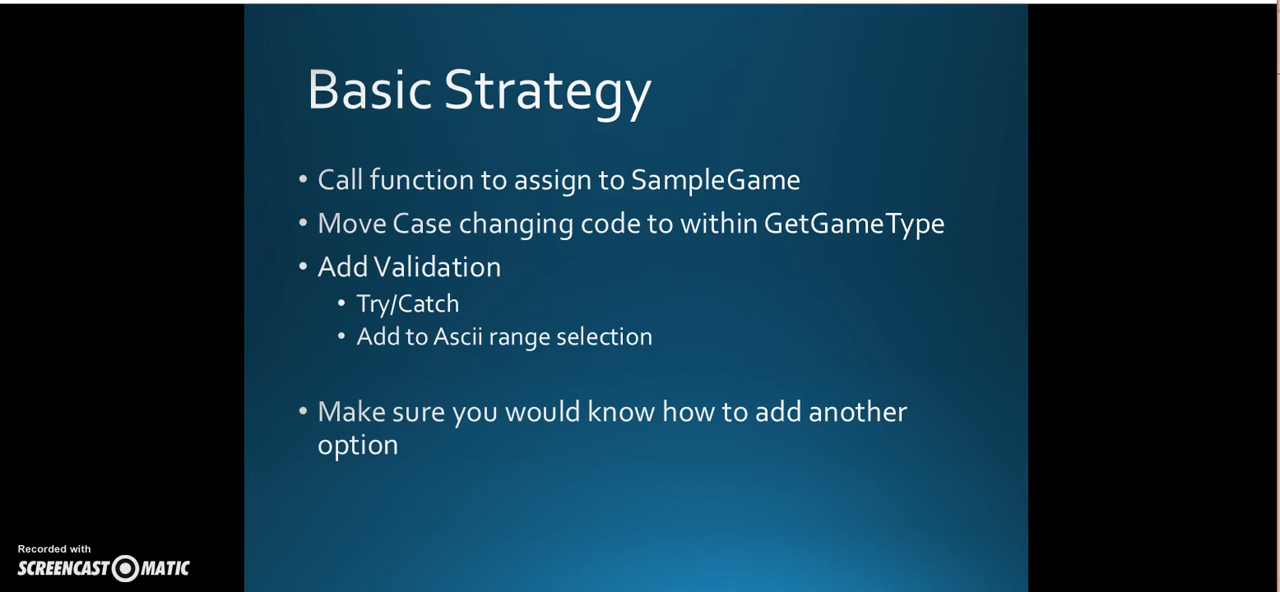 Basic Strategy
• Call function to assign to SampleGame
• Move Case changing code to within GetGameType
• Add Validation
• Try/Catch
• Add to Ascii range selection
• Make sure you would know how to add another
option
Recorded with
SCREENCAST MATIC